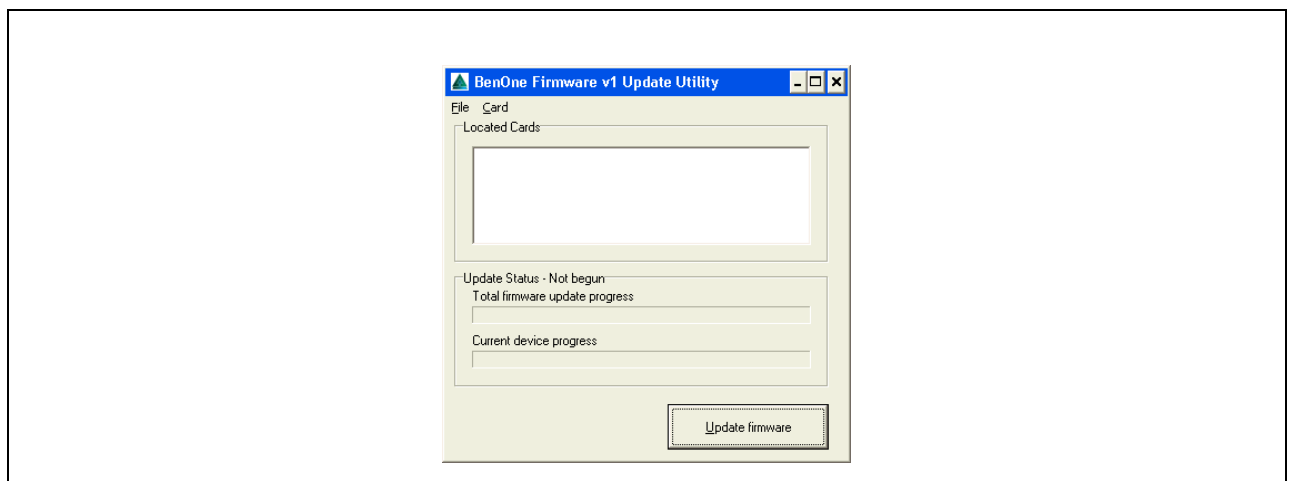 BenOne Firmware v1 Update Utility
File Card
Located Cards
Update Status - Not begun
Total firmware update progress
Current device progress
Update firmware